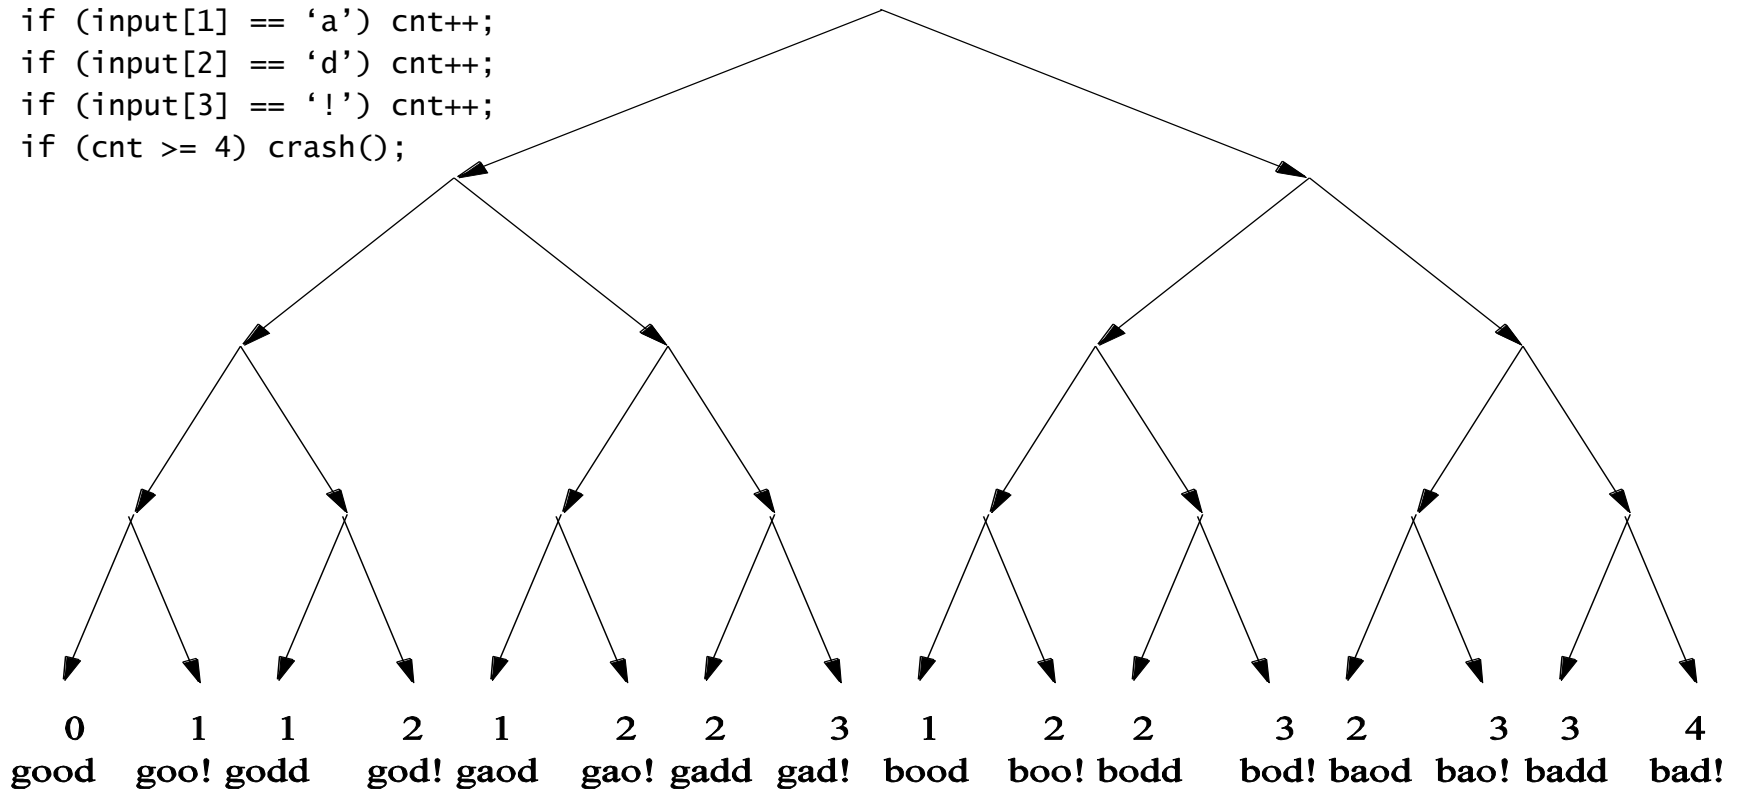 if (input[1] == ‘a’) cnt++;
if (input[2] == ‘d’) cnt++;
if (input[3] == ‘!’) cnt++;
if (cnt >= 4) crash();
0 1 1 2 1 2 2 3 1 2 2 3 2 3 3 4
good goo! godd god! gaod gao! gadd gad! bood boo! bodd bod! baod bao! badd bad!